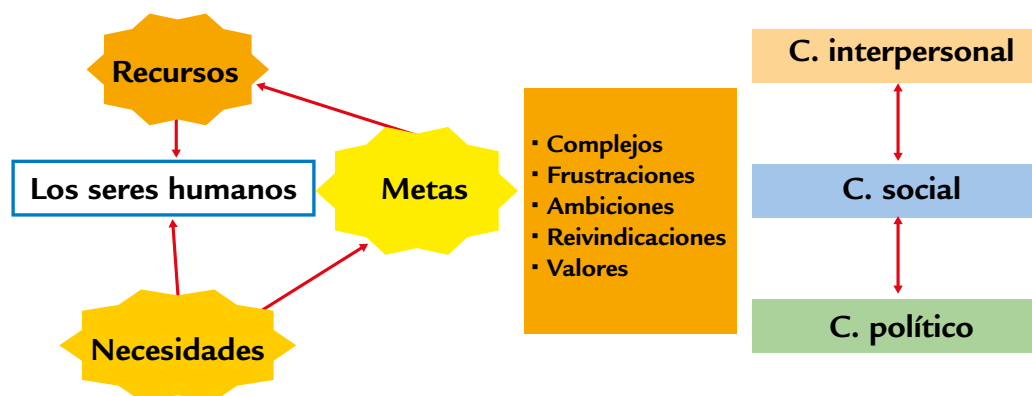 Recursos
Los seres humanos
Metas
Necesidades
· Complejos
· Frustraciones
· Ambiciones
· Reivindicaciones
· Valores
C. interpersonal
C. social
C. político